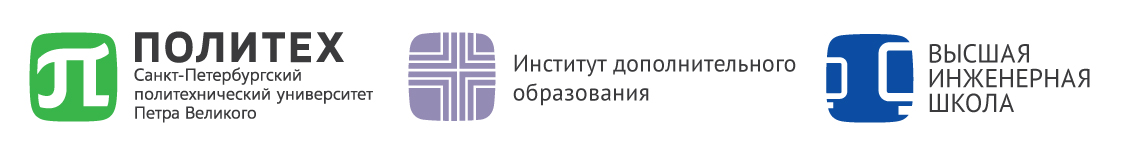 ПОЛИТЕХ
Санкт-Петербургский
политехнический университет
Петра Великого
Институт дополнительного
образования
ВЫСШАЯ
ИНЖЕНЕРНАЯ
ШКОЛА